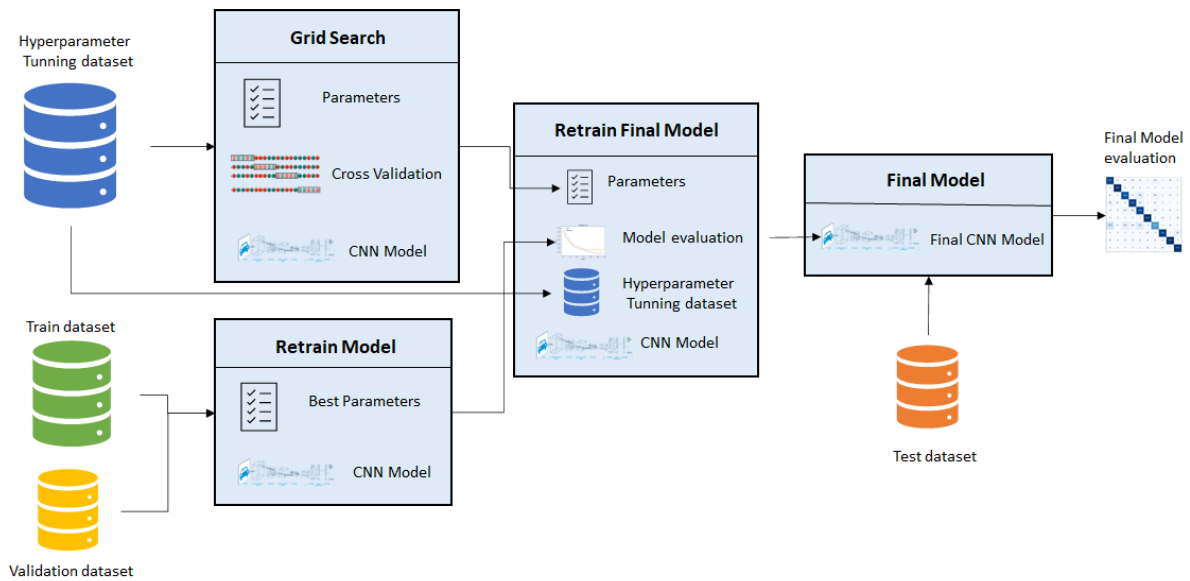 Hyperparameter
Tunning dataset
Grid Search
Parameters
Cross Validation
CNN Model
Train dataset
Validation dataset
Retrain Model
Best Parameters
CNN Model
Retrain Final Model
Parameters
Model evaluation
Hyperparameter
Tunning dataset
CNN Model
Final Model
Final CNN Model
Test dataset
Final Model
evaluation